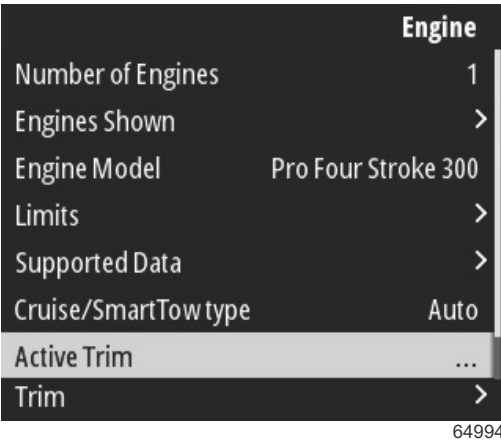 Engine
Number of Engines 1
Engines Shown >
Engine Model Pro Four Stroke 300
Limits >
Supported Data >
Cruise/SmartTow type Auto
Active Trim ...
Trim >
64994